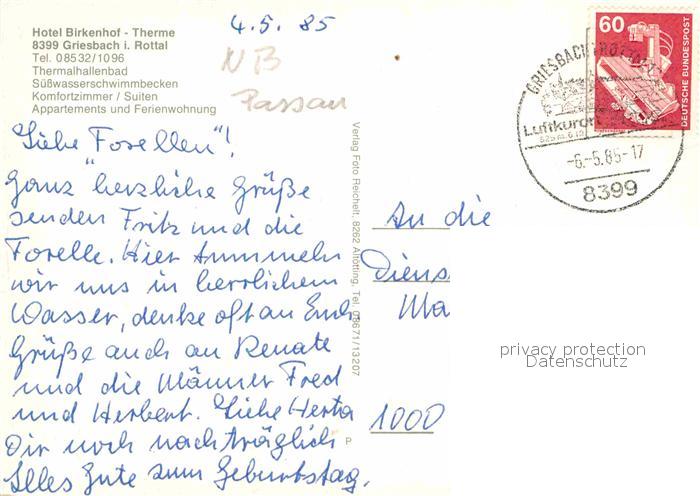 Hotel Birkenhof - Therme
8399 Griesbach i. Rottal
Tel. 08532/1096
Thermalhallenbad
Süßwasserschwimmbecken
Komfortzimmer / Suiten
Appartements und Ferienwohnung
4.5.85
NB
Passau
Liebe "Forellen"!
Ganz herzliche Grüße
senden Fritz und die
Forelle. Hier tummeln
wir uns in herrlichem
Wasser, denke oft an Euch
Grüße auch an Renate
und die Männer Fred
und Herbert. Liebe Herta
Dir noch nachträglich
Alles Gute zum Geburtstag.
Verlag Foto Reichelt, 8262 Altötting, Tel. 08671/13207
P
60
DEUTSCHE BUNDESPOST
GRIESBACH
Luftkurort
-6.-5.85-17
8399
An die
Diens
Ma
1000
privacy protection
Datenschutz